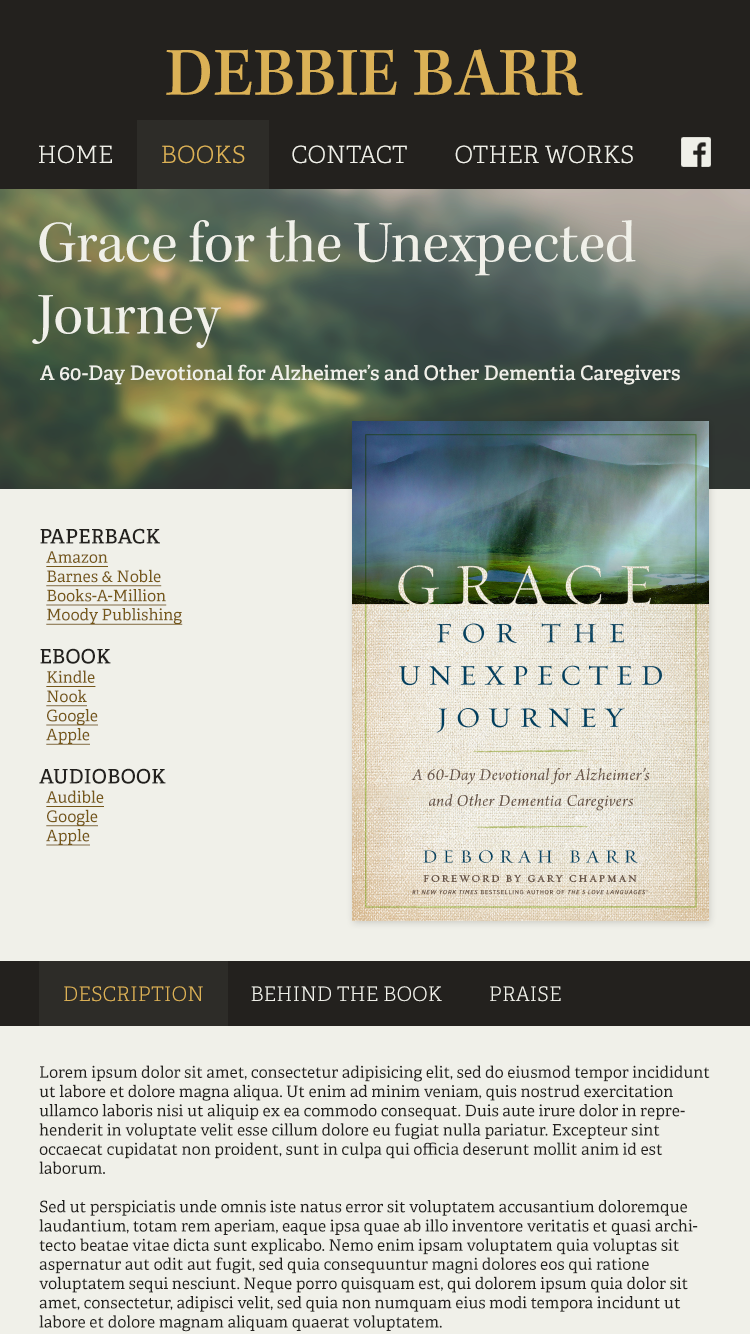 DEBBIE BARR
HOME
BOOKS
CONTACT
OTHER WORKS
Grace for the Unexpected
Journey
A 60-Day Devotional for Alzheimer’s and Other Dementia Caregivers
PAPERBACK
Amazon
Barnes & Noble
Books-A-Million
Moody Publishing
EBOOK
Kindle
Nook
Google
Apple
AUDIOBOOK
Audible
Google
Apple
GRACE
FOR THE
UNEXPECTED
JOURNEY
A 60-Day Devotional for Alzheimer’s
and Other Dementia Caregivers
DEBORAH BARR
FOREWORD BY GARY CHAPMAN
#1 NEW YORK TIMES BESTSELLING AUTHOR OF THE 5 LOVE LANGUAGES®
DESCRIPTION
BEHIND THE BOOK
PRAISE
Lorem ipsum dolor sit amet, consectetur adipisicing elit, sed do eiusmod tempor incididunt
ut labore et dolore magna aliqua. Ut enim ad minim veniam, quis nostrud exercitation
ullamco laboris nisi ut aliquip ex ea commodo consequat. Duis aute irure dolor in repre-
henderit in voluptate velit esse cillum dolore eu fugiat nulla pariatur. Excepteur sint
occaecat cupidatat non proident, sunt in culpa qui officia deserunt mollit anim id est
laborum.
Sed ut perspiciatis unde omnis iste natus error sit voluptatem accusantium doloremque
laudantium, totam rem aperiam, eaque ipsa quae ab illo inventore veritatis et quasi archi-
tecto beatae vitae dicta sunt explicabo. Nemo enim ipsam voluptatem quia voluptas sit
aspernatur aut odit aut fugit, sed quia consequuntur magni dolores eos qui ratione
voluptatem sequi nesciunt. Neque porro quisquam est, qui dolorem ipsum quia dolor sit
amet, consectetur, adipisci velit, sed quia non numquam eius modi tempora incidunt ut
labore et dolore magnam aliquam quaerat voluptatem.